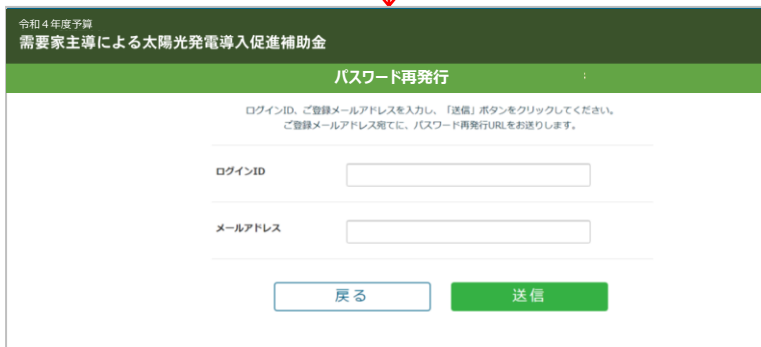 令和4年度予算
需要家主導による太陽光発電導入促進補助金
パスワード再発行
ログインID、ご登録メールアドレスを入力し、「送信」ボタンをクリックしてください。
ご登録メールアドレス宛てに、パスワード再発行URLをお送りします。
ログインID
メールアドレス
戻る
送信